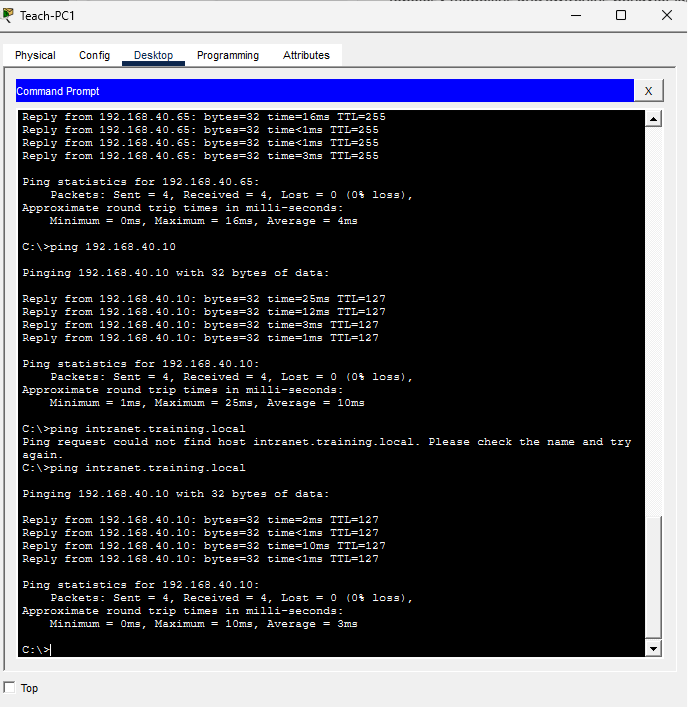 Teach-PC1
Physical Config Desktop Programming Attributes
Command Prompt X
Reply from 192.168.40.65: bytes=32 time=16ms TTL=255
Reply from 192.168.40.65: bytes=32 time<1ms TTL=255
Reply from 192.168.40.65: bytes=32 time<1ms TTL=255
Reply from 192.168.40.65: bytes=32 time=3ms TTL=255
Ping statistics for 192.168.40.65:
Packets: Sent = 4, Received = 4, Lost = 0 (0% loss),
Approximate round trip times in milli-seconds:
Minimum = 0ms, Maximum = 16ms, Average = 4ms
C:\>ping 192.168.40.10
Pinging 192.168.40.10 with 32 bytes of data:
Reply from 192.168.40.10: bytes=32 time=25ms TTL=127
Reply from 192.168.40.10: bytes=32 time=12ms TTL=127
Reply from 192.168.40.10: bytes=32 time=3ms TTL=127
Reply from 192.168.40.10: bytes=32 time=1ms TTL=127
Ping statistics for 192.168.40.10:
Packets: Sent = 4, Received = 4, Lost = 0 (0% loss),
Approximate round trip times in milli-seconds:
Minimum = 1ms, Maximum = 25ms, Average = 10ms
C:\>ping intranet.training.local
Ping request could not find host intranet.training.local. Please check the name and try
again.
C:\>ping intranet.training.local
Pinging 192.168.40.10 with 32 bytes of data:
Reply from 192.168.40.10: bytes=32 time=2ms TTL=127
Reply from 192.168.40.10: bytes=32 time<1ms TTL=127
Reply from 192.168.40.10: bytes=32 time=10ms TTL=127
Reply from 192.168.40.10: bytes=32 time<1ms TTL=127
Ping statistics for 192.168.40.10:
Packets: Sent = 4, Received = 4, Lost = 0 (0% loss),
Approximate round trip times in milli-seconds:
Minimum = 0ms, Maximum = 10ms, Average = 3ms
C:\>
Top